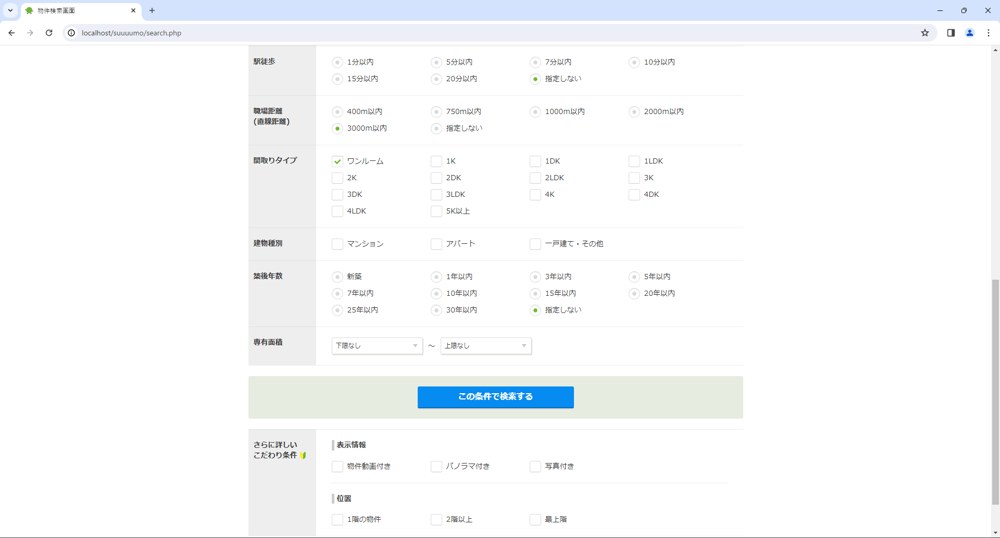 物件検索画面
localhost/suuuumo/search.php
駅徒歩
1分以内 5分以内 7分以内 10分以内
15分以内 20分以内 指定しない
職場距離
(直線距離)
400m以内 750m以内 1000m以内 2000m以内
3000m以内 指定しない
間取りタイプ
ワンルーム 1K 1DK 1LDK
2K 2DK 2LDK 3K
3DK 3LDK 4K 4DK
4LDK 5K以上
建物種別
マンション アパート 一戸建て・その他
築後年数
新築 1年以内 3年以内 5年以内
7年以内 10年以内 15年以内 20年以内
25年以内 30年以内 指定しない
専有面積
下限なし ～ 上限なし
この条件で検索する
さらに詳しい
こだわり条件
表示情報
物件動画付き パノラマ付き 写真付き
位置
1階の物件 2階以上 最上階